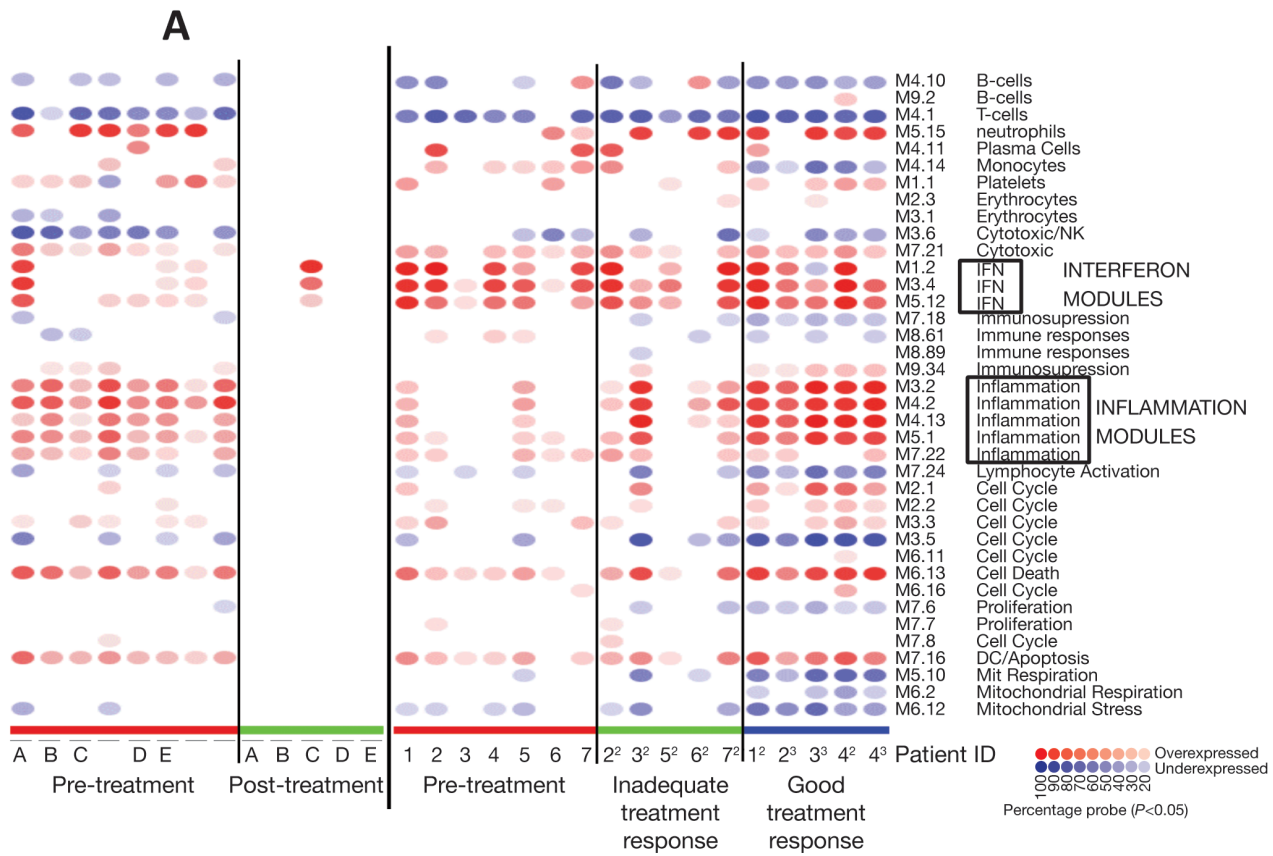 A
M4.10 B-cells
M9.2 B-cells
M4.1 T-cells
M5.15 neutrophils
M4.11 Plasma Cells
M4.14 Monocytes
M1.1 Platelets
M2.3 Erythrocytes
M3.1 Erythrocytes
M3.6 Cytotoxic/NK
M7.21 Cytotoxic
M1.2 IFN INTERFERON
M3.4 IFN
M5.12 IFN MODULES
M7.18 Immunosupression
M8.61 Immune responses
M8.89 Immune responses
M9.34 Immunosupression
M3.2 Inflammation
M4.2 Inflammation INFLAMMATION
M4.13 Inflammation
M5.1 Inflammation MODULES
M7.22 Inflammation
M7.24 Lymphocyte Activation
M2.1 Cell Cycle
M2.2 Cell Cycle
M3.3 Cell Cycle
M3.5 Cell Cycle
M6.11 Cell Cycle
M6.13 Cell Death
M6.16 Cell Cycle
M7.6 Proliferation
M7.7 Proliferation
M7.8 Cell Cycle
M7.16 DC/Apoptosis
M5.10 Mit Respiration
M6.2 Mitochondrial Respiration
M6.12 Mitochondrial Stress
A B C D E A B C D E 1 2 3 4 5 6 7 2² 3² 5² 6² 7² 1² 2³ 3³ 4² 4³ Patient ID
Pre-treatment Post-treatment Pre-treatment Inadequate treatment response Good treatment response
Overexpressed
Underexpressed
100 90 80 70 60 50 40 30 20
Percentage probe (P<0.05)